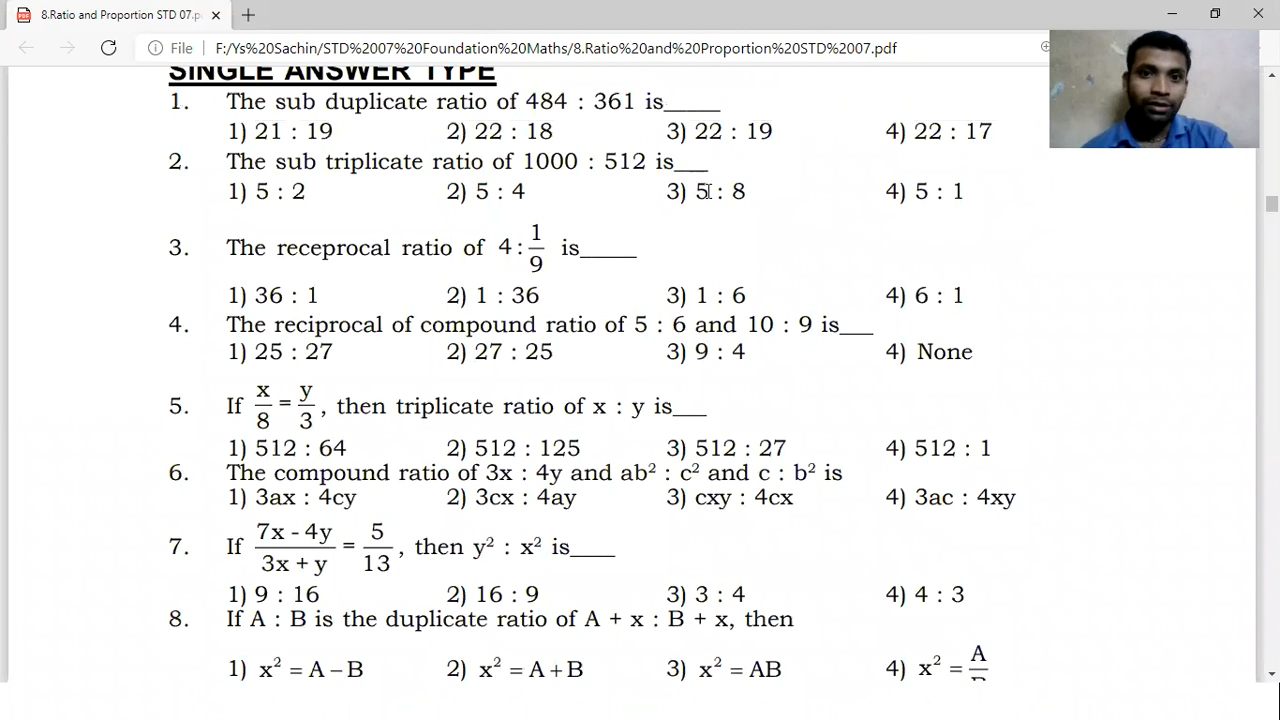 8.Ratio and Proportion STD 07.p
File F:/Ys%20Sachin/STD%2007%20Foundation%20Maths/8.Ratio%20and%20Proportion%20STD%2007.pdf
SINGLE ANSWER TYPE
1. The sub duplicate ratio of 484 : 361 is_____
1) 21 : 19 2) 22 : 18 3) 22 : 19 4) 22 : 17
2. The sub triplicate ratio of 1000 : 512 is___
1) 5 : 2 2) 5 : 4 3) 5 : 8 4) 5 : 1
3. The receprocal ratio of 4 : 1/9 is_____
1) 36 : 1 2) 1 : 36 3) 1 : 6 4) 6 : 1
4. The reciprocal of compound ratio of 5 : 6 and 10 : 9 is___
1) 25 : 27 2) 27 : 25 3) 9 : 4 4) None
5. If x/8 = y/3, then triplicate ratio of x : y is___
1) 512 : 64 2) 512 : 125 3) 512 : 27 4) 512 : 1
6. The compound ratio of 3x : 4y and ab² : c² and c : b² is
1) 3ax : 4cy 2) 3cx : 4ay 3) cxy : 4cx 4) 3ac : 4xy
7. If (7x - 4y)/(3x + y) = 5/13, then y² : x² is____
1) 9 : 16 2) 16 : 9 3) 3 : 4 4) 4 : 3
8. If A : B is the duplicate ratio of A + x : B + x, then
1) x² = A – B 2) x² = A + B 3) x² = AB 4) x² = A/B